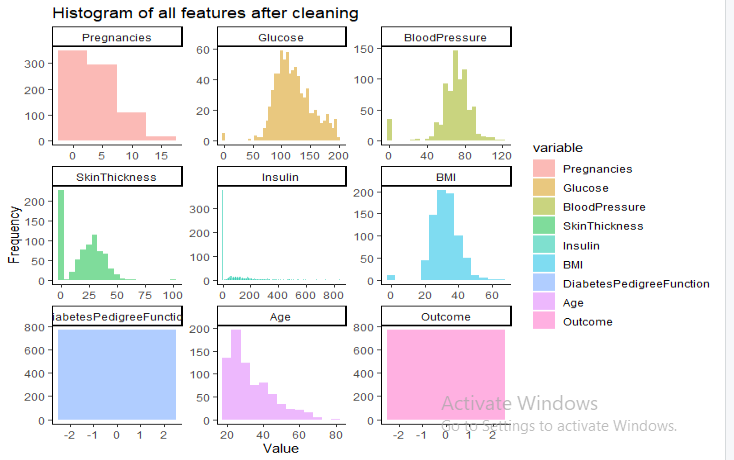 Histogram of all features after cleaning
Pregnancies Glucose BloodPressure
300
200
100
0
0 5 10 15
60
40
20
0
0 50 100 150 200
150
100
50
0
0 40 80 120
SkinThickness Insulin BMI
200
150
100
50
0
0 25 50 75 100
300
200
100
0
0 200 400 600 800
200
150
100
50
0
0 20 40 60
iabetesPedigreeFunctio Age Outcome
800
600
400
200
0
-2 -1 0 1 2
200
150
100
50
0
20 40 60 80
800
600
400
200
0
-2 -1 0 1 2
Frequency
Value
variable
Pregnancies
Glucose
BloodPressure
SkinThickness
Insulin
BMI
DiabetesPedigreeFunction
Age
Outcome
Activate Windows
Go to Settings to activate Windows.